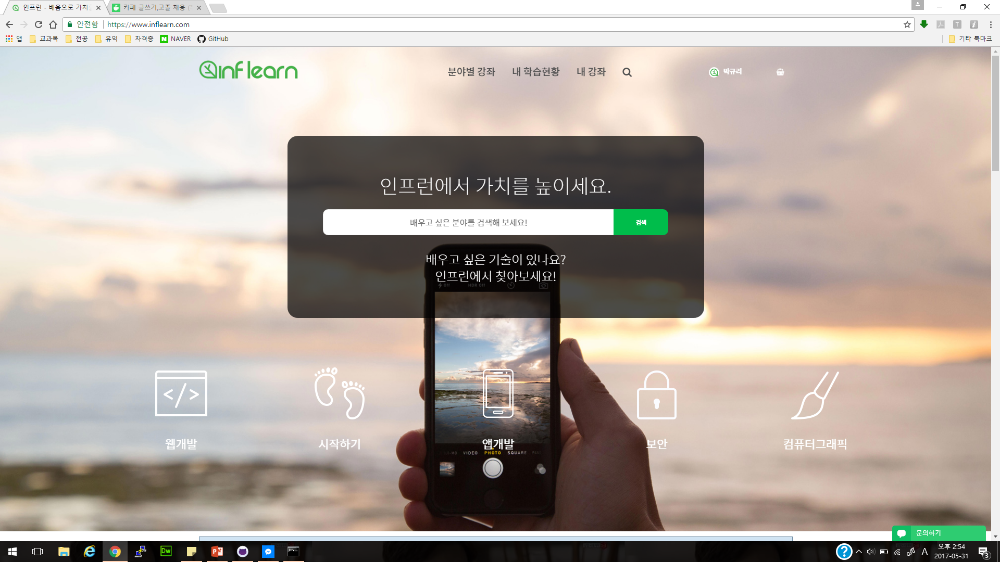 인프런 - 배움으로 가치를
카페 글쓰기,고졸 채용
안전함
https://www.inflearn.com
앱
교과목
전공
유익
자격증
NAVER
GitHub
기타 북마크
inflearn
분야별 강좌
내 학습현황
내 강좌
박규리
인프런에서 가치를 높이세요.
배우고 싶은 분야를 검색해 보세요!
검색
배우고 싶은 기술이 있나요?
인프런에서 찾아보세요!
HDR Off
웹개발
시작하기
앱개발
보안
컴퓨터그래픽
VIDEO
PHOTO
SQUARE
문의하기
Dw
A
오후 2:54
2017-05-31
3